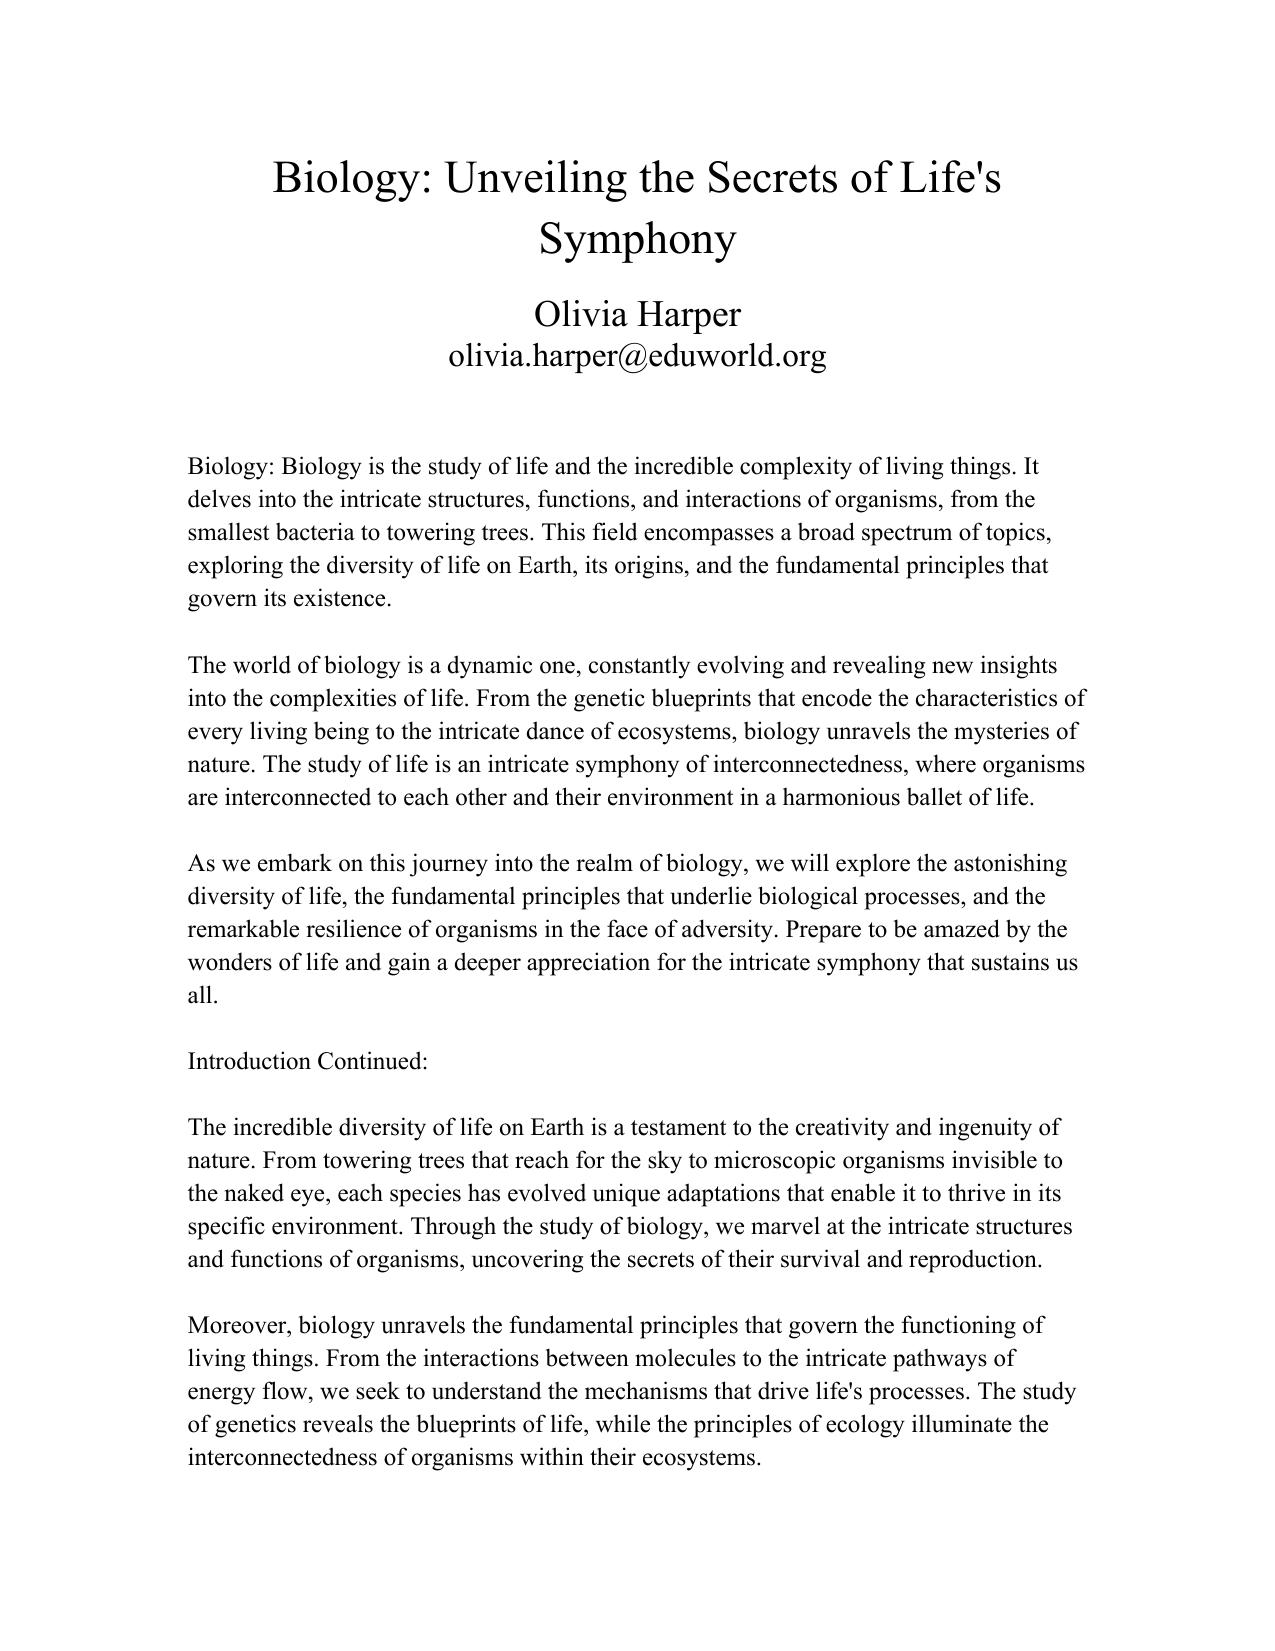 Biology: Unveiling the Secrets of Life's
Symphony
Olivia Harper
olivia.harper@eduworld.org
Biology: Biology is the study of life and the incredible complexity of living things. It
delves into the intricate structures, functions, and interactions of organisms, from the
smallest bacteria to towering trees. This field encompasses a broad spectrum of topics,
exploring the diversity of life on Earth, its origins, and the fundamental principles that
govern its existence.
The world of biology is a dynamic one, constantly evolving and revealing new insights
into the complexities of life. From the genetic blueprints that encode the characteristics of
every living being to the intricate dance of ecosystems, biology unravels the mysteries of
nature. The study of life is an intricate symphony of interconnectedness, where organisms
are interconnected to each other and their environment in a harmonious ballet of life.
As we embark on this journey into the realm of biology, we will explore the astonishing
diversity of life, the fundamental principles that underlie biological processes, and the
remarkable resilience of organisms in the face of adversity. Prepare to be amazed by the
wonders of life and gain a deeper appreciation for the intricate symphony that sustains us
all.
Introduction Continued:
The incredible diversity of life on Earth is a testament to the creativity and ingenuity of
nature. From towering trees that reach for the sky to microscopic organisms invisible to
the naked eye, each species has evolved unique adaptations that enable it to thrive in its
specific environment. Through the study of biology, we marvel at the intricate structures
and functions of organisms, uncovering the secrets of their survival and reproduction.
Moreover, biology unravels the fundamental principles that govern the functioning of
living things. From the interactions between molecules to the intricate pathways of
energy flow, we seek to understand the mechanisms that drive life's processes. The study
of genetics reveals the blueprints of life, while the principles of ecology illuminate the
interconnectedness of organisms within their ecosystems.